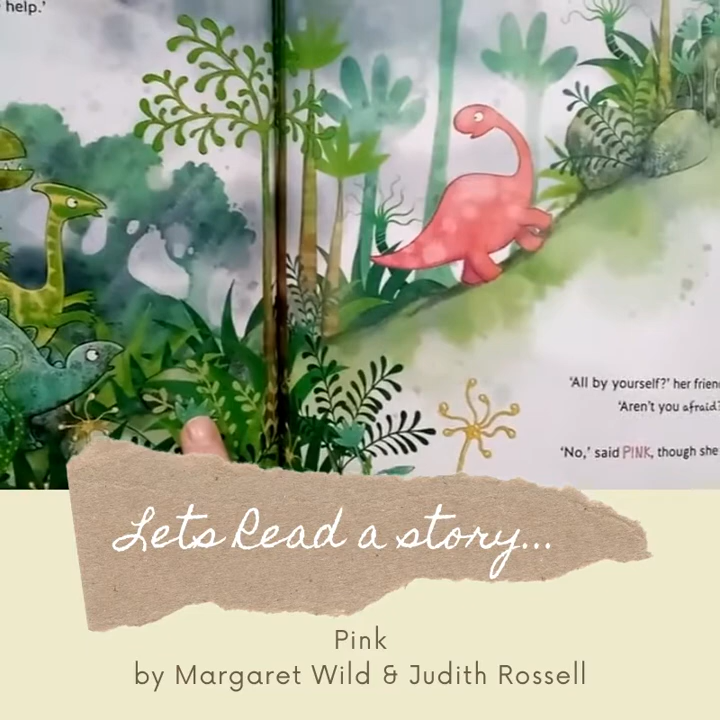 help.’
‘All by yourself?’ her
‘Aren’t you afraid?
‘No,’ said PINK, though she
Lets Read a story...
Pink
by Margaret Wild & Judith Rossell